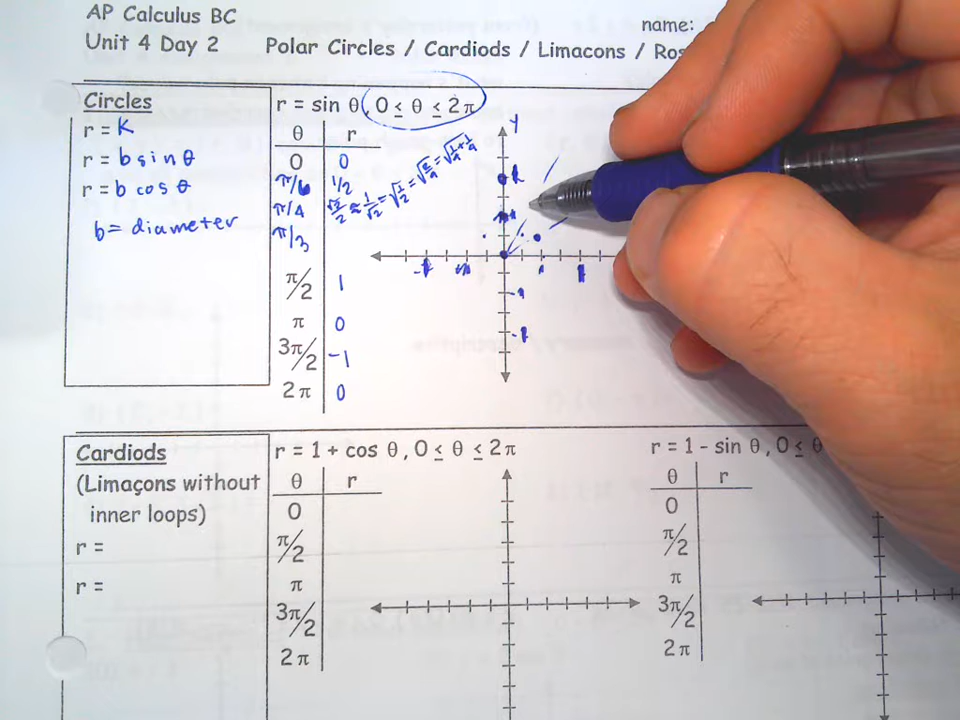 AP Calculus BC
name:
Unit 4 Day 2 Polar Circles / Cardiods / Limacons / Ros
Circles
r = K
r = b sin θ
r = b cos θ
b = diameter
r = sin θ, 0 ≤ θ ≤ 2π
θ r
0 0
π/6 1/2
π/4 √2/2 ≈ 1/√2 = √1/2 =
π/3
π/2 1
π 0
3π/2 -1
2π 0
y
Cardiods
(Limaçons without
inner loops)
r =
r =
r = 1 + cos θ, 0 ≤ θ ≤ 2π
θ r
0
π/2
π
3π/2
2π
r = 1 - sin θ, 0 ≤ θ
θ r
0
π/2
π
3π/2
2π